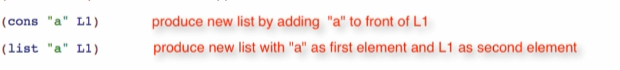 (cons "a" L1) produce new list by adding "a" to front of L1
(list "a" L1) produce new list with "a" as first element and L1 as second element